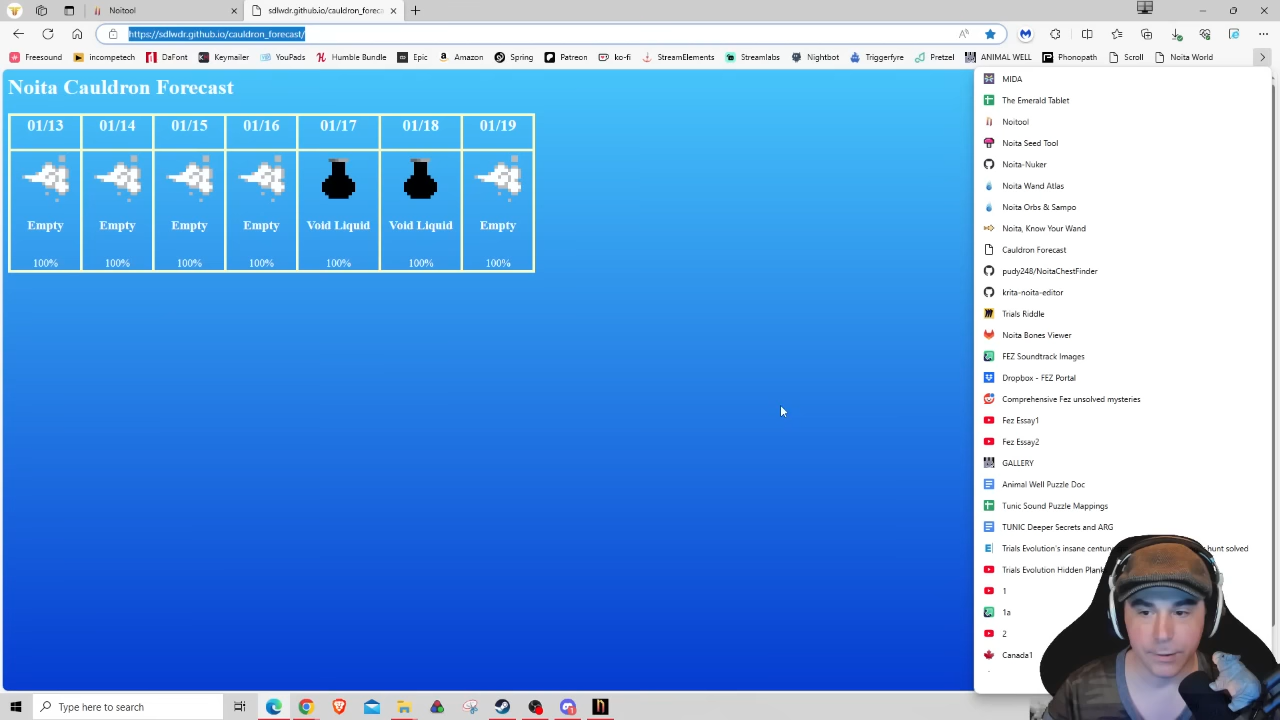 Noitool
sdlwdr.github.io/cauldron_foreca
https://sdlwdr.github.io/cauldron_forecast/
Freesound
incompetech
DaFont
Keymailer
YouPads
Humble Bundle
Epic
Amazon
Spring
Patreon
ko-fi
StreamElements
Streamlabs
Nightbot
Triggerfyre
Pretzel
ANIMAL WELL
Phonopath
Scroll
Noita World
Noita Cauldron Forecast
01/13 01/14 01/15 01/16 01/17 01/18 01/19
Empty Empty Empty Empty Void Liquid Void Liquid Empty
100% 100% 100% 100% 100% 100% 100%
MIDA
The Emerald Tablet
Noitool
Noita Seed Tool
Noita-Nuker
Noita Wand Atlas
Noita Orbs & Sampo
Noita, Know Your Wand
Cauldron Forecast
pudy248/NoitaChestFinder
krita-noita-editor
Trials Riddle
Noita Bones Viewer
FEZ Soundtrack Images
Dropbox - FEZ Portal
Comprehensive Fez unsolved mysteries
Fez Essay1
Fez Essay2
GALLERY
Animal Well Puzzle Doc
Tunic Sound Puzzle Mappings
TUNIC Deeper Secrets and ARG
Trials Evolution's insane century hunt solved
Trials Evolution Hidden Plank
1
1a
2
Canada1
Type here to search